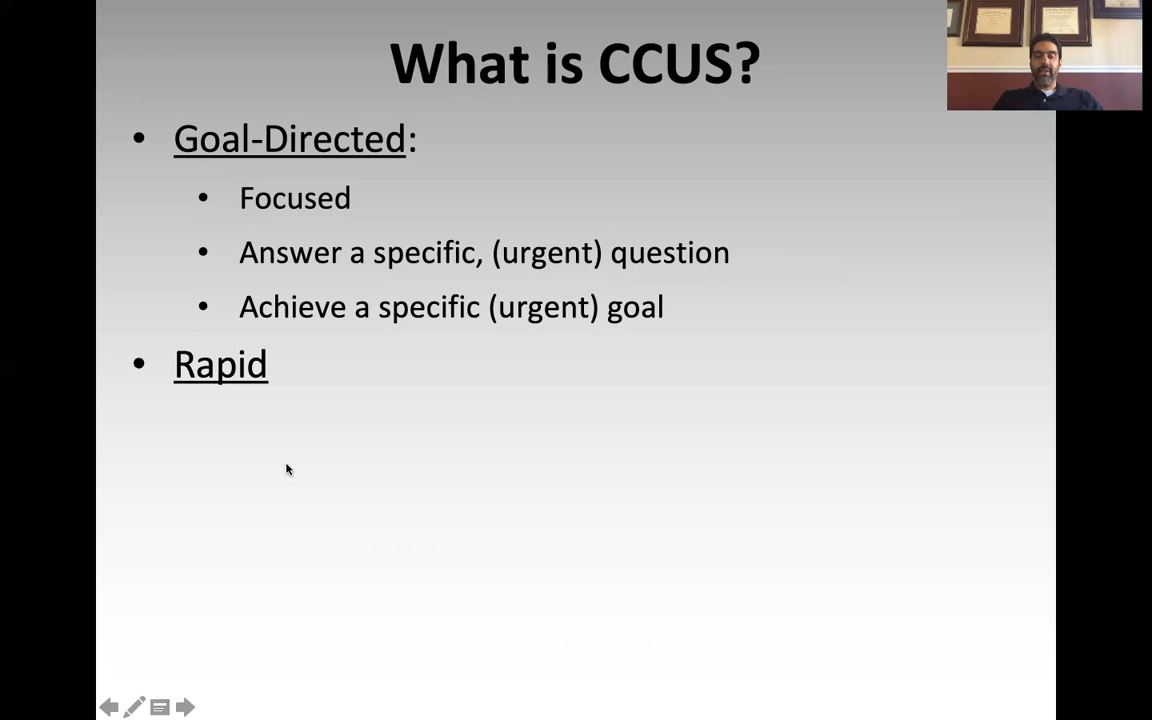 What is CCUS?
• Goal-Directed:
• Focused
• Answer a specific, (urgent) question
• Achieve a specific (urgent) goal
• Rapid